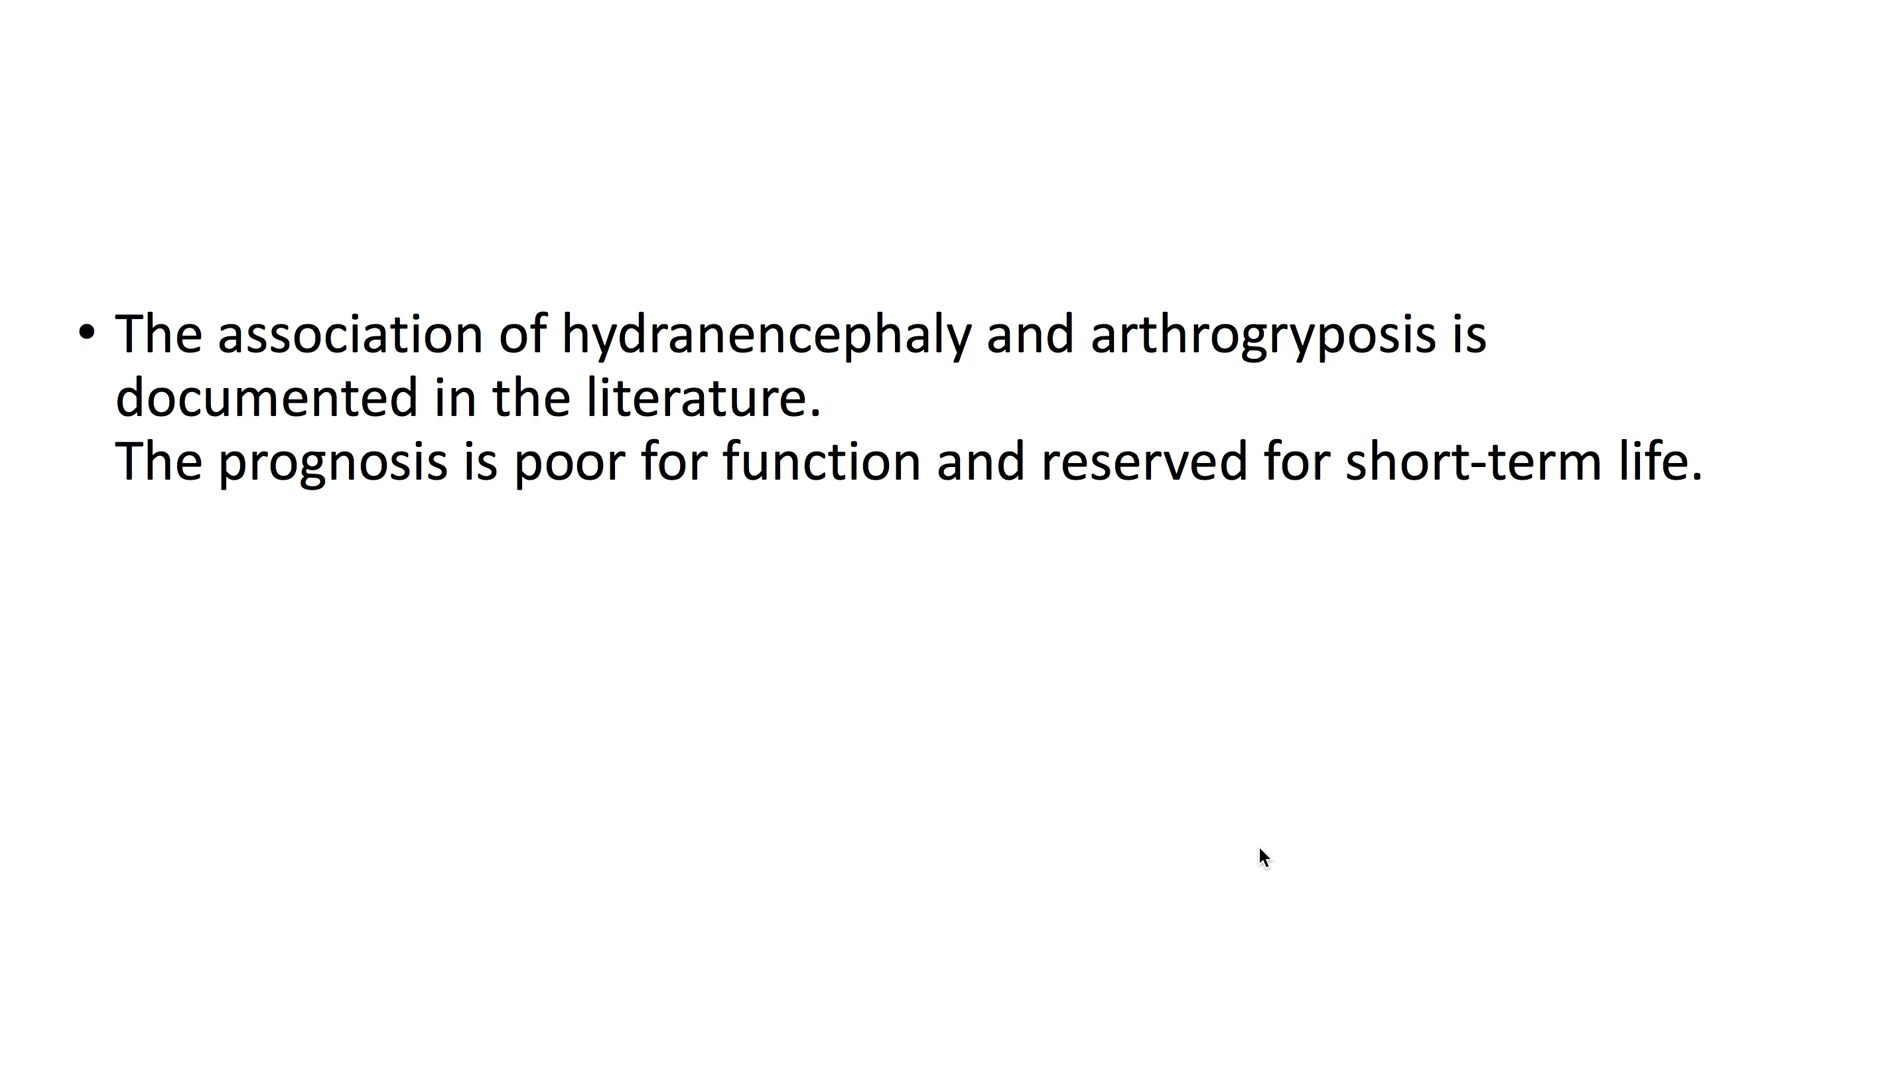 • The association of hydranencephaly and arthrogryposis is
documented in the literature.
The prognosis is poor for function and reserved for short-term life.